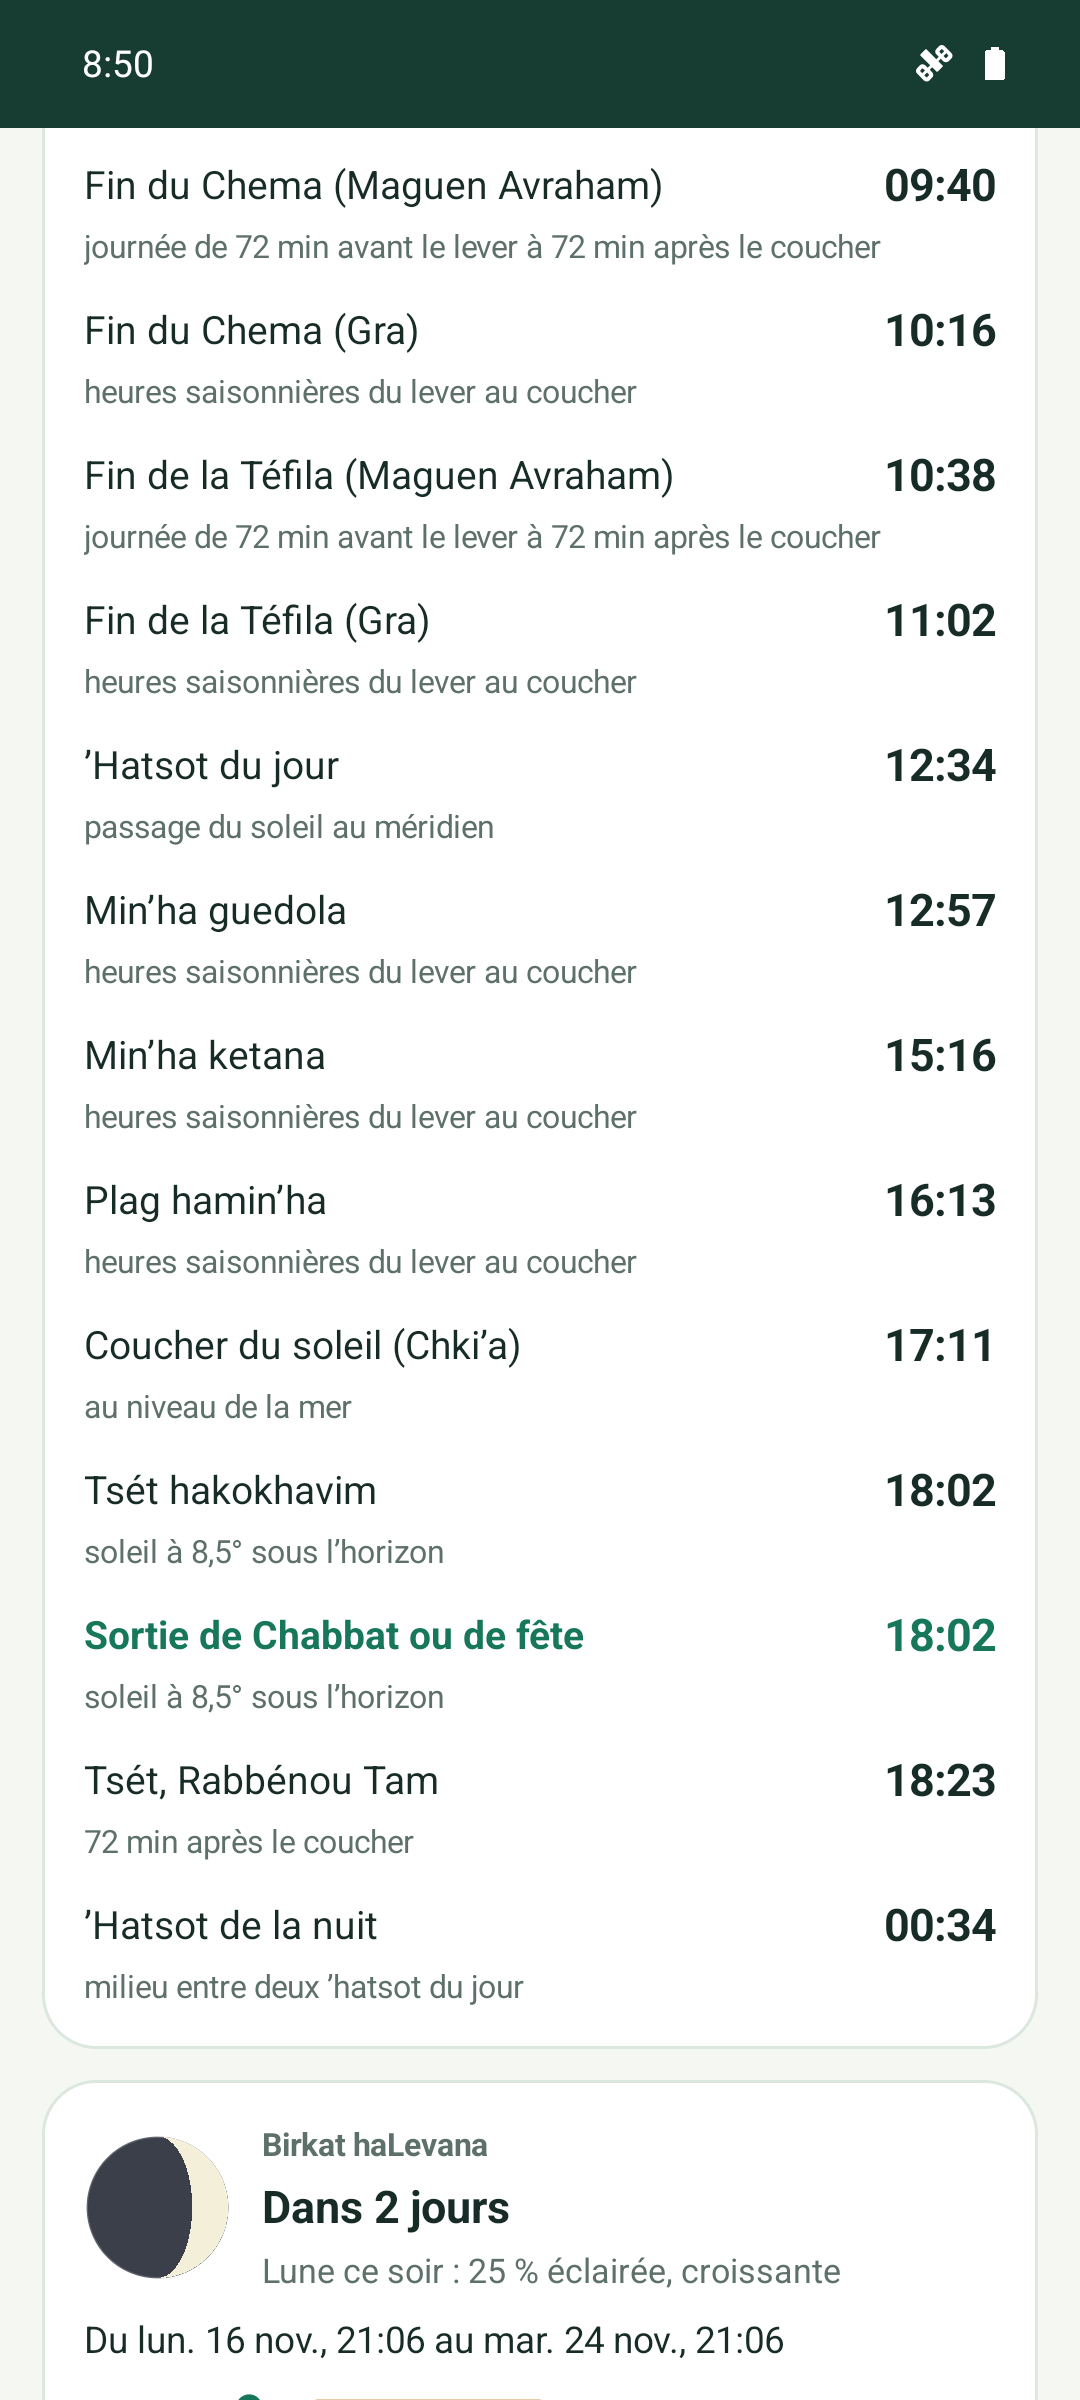 8:50
Fin du Chema (Maguen Avraham) 09:40
journée de 72 min avant le lever à 72 min après le coucher
Fin du Chema (Gra) 10:16
heures saisonnières du lever au coucher
Fin de la Téfila (Maguen Avraham) 10:38
journée de 72 min avant le lever à 72 min après le coucher
Fin de la Téfila (Gra) 11:02
heures saisonnières du lever au coucher
’Hatsot du jour 12:34
passage du soleil au méridien
Min’ha guedola 12:57
heures saisonnières du lever au coucher
Min’ha ketana 15:16
heures saisonnières du lever au coucher
Plag hamin’ha 16:13
heures saisonnières du lever au coucher
Coucher du soleil (Chki’a) 17:11
au niveau de la mer
Tsét hakokhavim 18:02
soleil à 8,5° sous l’horizon
Sortie de Chabbat ou de fête 18:02
soleil à 8,5° sous l’horizon
Tsét, Rabbénou Tam 18:23
72 min après le coucher
’Hatsot de la nuit 00:34
milieu entre deux ’hatsot du jour
Birkat haLevana
Dans 2 jours
Lune ce soir : 25 % éclairée, croissante
Du lun. 16 nov., 21:06 au mar. 24 nov., 21:06